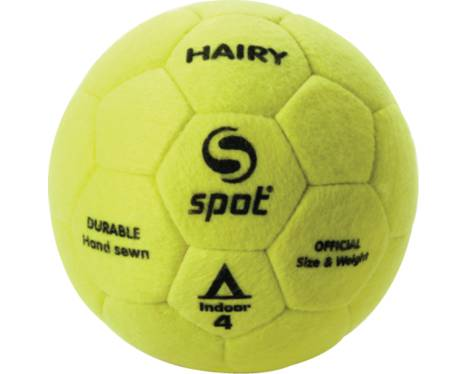 HAIRY
spot
DURABLE
Hand sewn
OFFICIAL
Size & Weight
Indoor
4